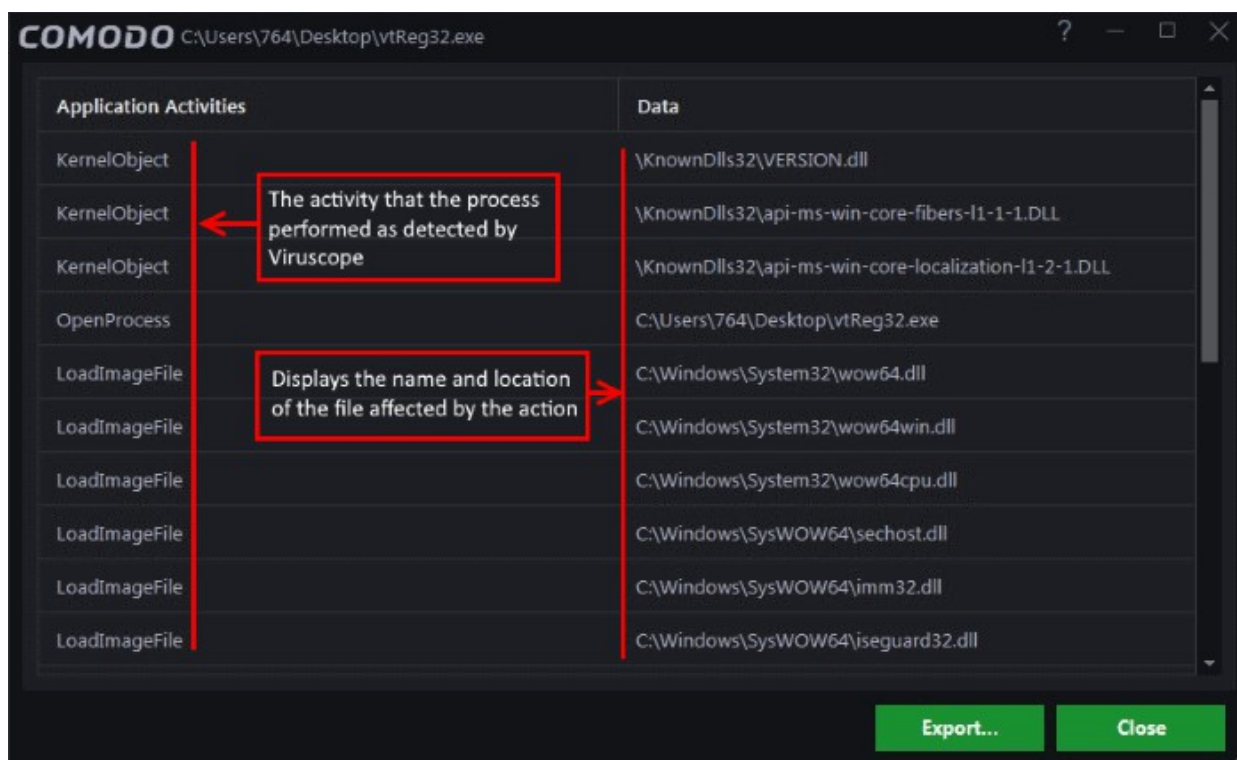 COMODO C:\Users\764\Desktop\vtReg32.exe
Application Activities Data
KernelObject \KnownDlls32\VERSION.dll
KernelObject \KnownDlls32\api-ms-win-core-fibers-l1-1-1.DLL
The activity that the process
performed as detected by
Viruscope
KernelObject \KnownDlls32\api-ms-win-core-localization-l1-2-1.DLL
OpenProcess C:\Users\764\Desktop\vtReg32.exe
LoadImageFile C:\Windows\System32\wow64.dll
Displays the name and location
of the file affected by the action
LoadImageFile C:\Windows\System32\wow64win.dll
LoadImageFile C:\Windows\System32\wow64cpu.dll
LoadImageFile C:\Windows\SysWOW64\sechost.dll
LoadImageFile C:\Windows\SysWOW64\imm32.dll
LoadImageFile C:\Windows\SysWOW64\iseguard32.dll
Export... Close